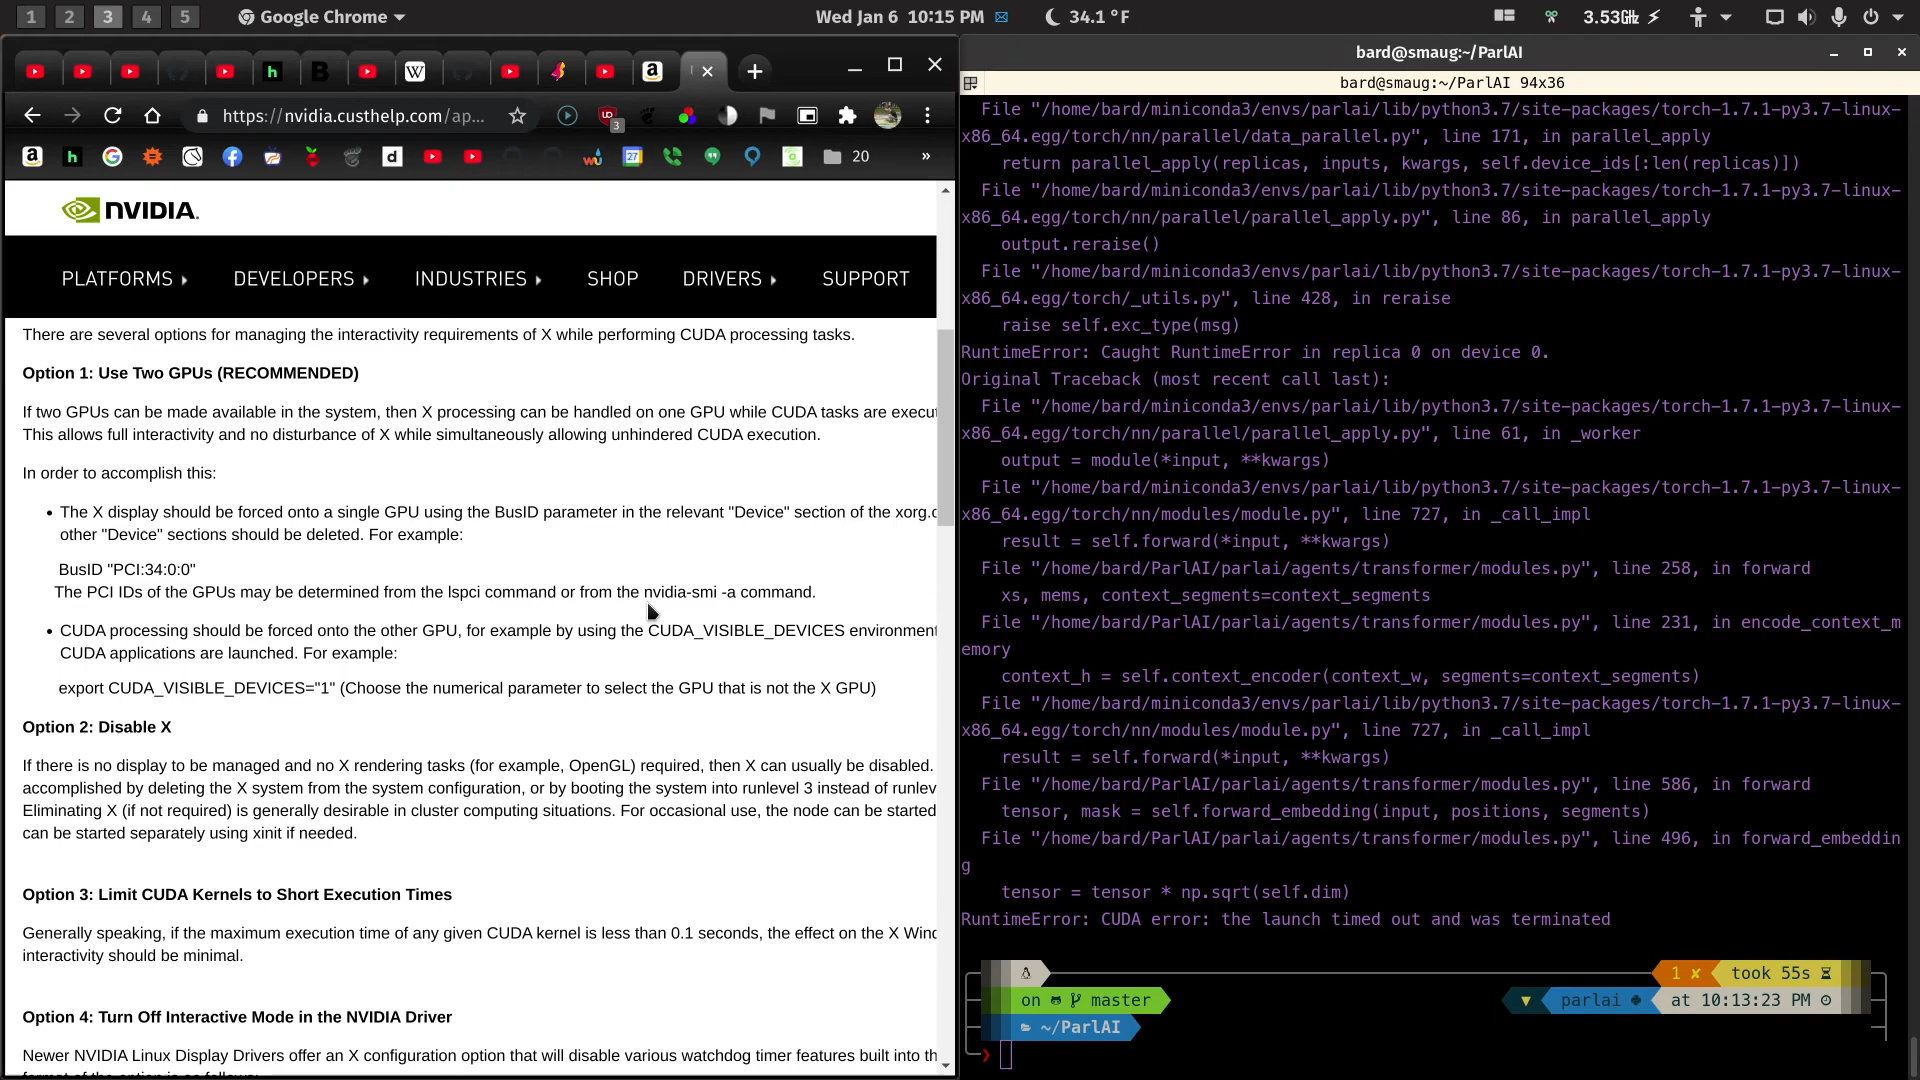 1 2 3 4 5 Google Chrome Wed Jan 6 10:15 PM 34.1 °F 3.53GHz
https://nvidia.custhelp.com/ap...
3
27 20 »
NVIDIA.
PLATFORMS DEVELOPERS INDUSTRIES SHOP DRIVERS SUPPORT
There are several options for managing the interactivity requirements of X while performing CUDA processing tasks.
Option 1: Use Two GPUs (RECOMMENDED)
If two GPUs can be made available in the system, then X processing can be handled on one GPU while CUDA tasks are execut
This allows full interactivity and no disturbance of X while simultaneously allowing unhindered CUDA execution.
In order to accomplish this:
• The X display should be forced onto a single GPU using the BusID parameter in the relevant "Device" section of the xorg.c
other "Device" sections should be deleted. For example:
BusID "PCI:34:0:0"
The PCI IDs of the GPUs may be determined from the lspci command or from the nvidia-smi -a command.
• CUDA processing should be forced onto the other GPU, for example by using the CUDA_VISIBLE_DEVICES environment
CUDA applications are launched. For example:
export CUDA_VISIBLE_DEVICES="1" (Choose the numerical parameter to select the GPU that is not the X GPU)
Option 2: Disable X
If there is no display to be managed and no X rendering tasks (for example, OpenGL) required, then X can usually be disabled.
accomplished by deleting the X system from the system configuration, or by booting the system into runlevel 3 instead of runlev
Eliminating X (if not required) is generally desirable in cluster computing situations. For occasional use, the node can be started
can be started separately using xinit if needed.
Option 3: Limit CUDA Kernels to Short Execution Times
Generally speaking, if the maximum execution time of any given CUDA kernel is less than 0.1 seconds, the effect on the X Wind
interactivity should be minimal.
Option 4: Turn Off Interactive Mode in the NVIDIA Driver
Newer NVIDIA Linux Display Drivers offer an X configuration option that will disable various watchdog timer features built into th
bard@smaug:~/ParlAI
bard@smaug:~/ParlAI 94x36
File "/home/bard/miniconda3/envs/parlai/lib/python3.7/site-packages/torch-1.7.1-py3.7-linux-
x86_64.egg/torch/nn/parallel/data_parallel.py", line 171, in parallel_apply
return parallel_apply(replicas, inputs, kwargs, self.device_ids[:len(replicas)])
File "/home/bard/miniconda3/envs/parlai/lib/python3.7/site-packages/torch-1.7.1-py3.7-linux-
x86_64.egg/torch/nn/parallel/parallel_apply.py", line 86, in parallel_apply
output.reraise()
File "/home/bard/miniconda3/envs/parlai/lib/python3.7/site-packages/torch-1.7.1-py3.7-linux-
x86_64.egg/torch/_utils.py", line 428, in reraise
raise self.exc_type(msg)
RuntimeError: Caught RuntimeError in replica 0 on device 0.
Original Traceback (most recent call last):
File "/home/bard/miniconda3/envs/parlai/lib/python3.7/site-packages/torch-1.7.1-py3.7-linux-
x86_64.egg/torch/nn/parallel/parallel_apply.py", line 61, in _worker
output = module(*input, **kwargs)
File "/home/bard/miniconda3/envs/parlai/lib/python3.7/site-packages/torch-1.7.1-py3.7-linux-
x86_64.egg/torch/nn/modules/module.py", line 727, in _call_impl
result = self.forward(*input, **kwargs)
File "/home/bard/ParlAI/parlai/agents/transformer/modules.py", line 258, in forward
xs, mems, context_segments=context_segments
File "/home/bard/ParlAI/parlai/agents/transformer/modules.py", line 231, in encode_context_m
emory
context_h = self.context_encoder(context_w, segments=context_segments)
File "/home/bard/miniconda3/envs/parlai/lib/python3.7/site-packages/torch-1.7.1-py3.7-linux-
x86_64.egg/torch/nn/modules/module.py", line 727, in _call_impl
result = self.forward(*input, **kwargs)
File "/home/bard/ParlAI/parlai/agents/transformer/modules.py", line 586, in forward
tensor, mask = self.forward_embedding(input, positions, segments)
File "/home/bard/ParlAI/parlai/agents/transformer/modules.py", line 496, in forward_embeddin
g
tensor = tensor * np.sqrt(self.dim)
RuntimeError: CUDA error: the launch timed out and was terminated
1 ✘ took 55s
on master parlai at 10:13:23 PM
~/ParlAI
❯